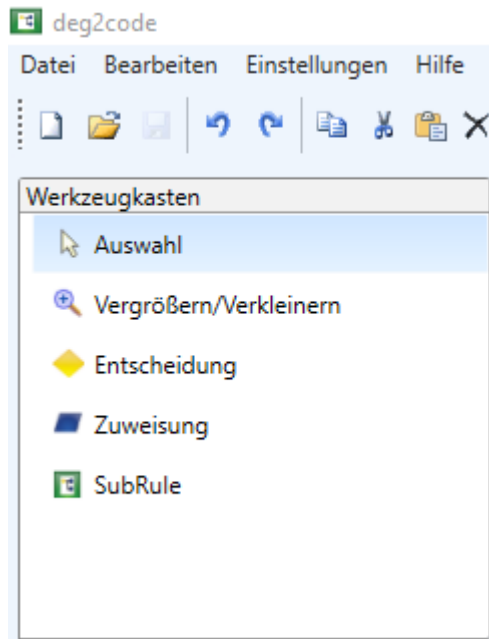 deg2code
Datei Bearbeiten Einstellungen Hilfe
Werkzeugkasten
Auswahl
Vergrößern/Verkleinern
Entscheidung
Zuweisung
SubRule